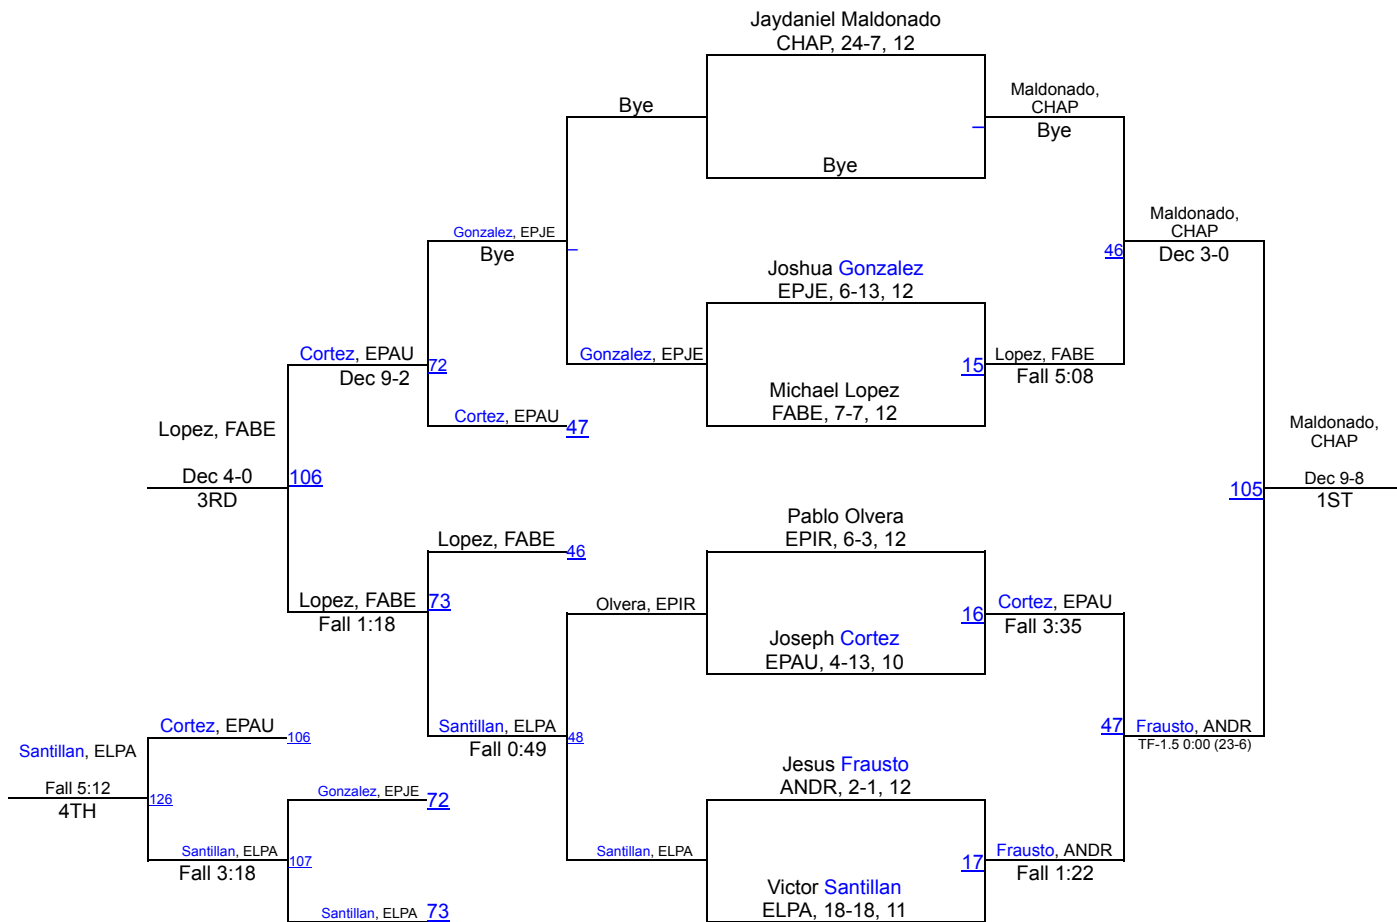 Jaydaniel Maldonado
CHAP, 24-7, 12
Bye
Maldonado,
CHAP
Bye
Bye
Gonzalez, EPJE
Bye
Maldonado,
CHAP
Dec 3-0
46
Joshua Gonzalez
EPJE, 6-13, 12
Cortez, EPAU
Dec 9-2
72
Gonzalez, EPJE
15
Lopez, FABE
Fall 5:08
Michael Lopez
FABE, 7-7, 12
Cortez, EPAU
47
Lopez, FABE
Dec 4-0
3RD
106
Maldonado,
CHAP
Dec 9-8
1ST
105
Pablo Olvera
EPIR, 6-3, 12
Lopez, FABE
46
Lopez, FABE
Fall 1:18
73
Olvera, EPIR
16
Cortez, EPAU
Fall 3:35
Joseph Cortez
EPAU, 4-13, 10
Cortez, EPAU
106
Santillan, ELPA
Fall 0:49
48
47
Frausto, ANDR
TF-1.5 0:00 (23-6)
Santillan, ELPA
Fall 5:12
4TH
126
Jesus Frausto
ANDR, 2-1, 12
Gonzalez, EPJE
72
Santillan, ELPA
Fall 3:18
107
Santillan, ELPA
17
Frausto, ANDR
Fall 1:22
Victor Santillan
ELPA, 18-18, 11
Santillan, ELPA
73